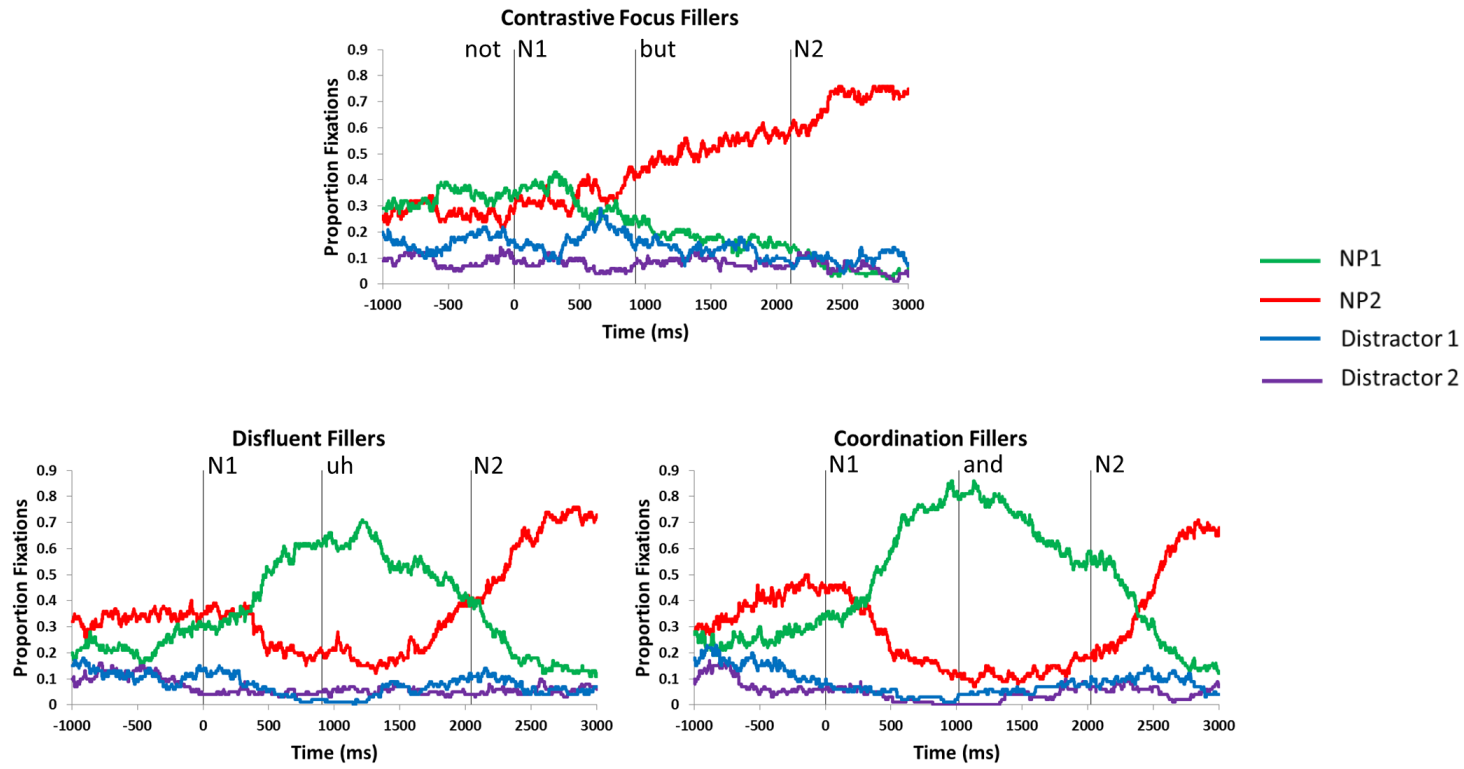 Contrastive Focus Fillers
not N1 but N2
Proportion Fixations
0.9
0.8
0.7
0.6
0.5
0.4
0.3
0.2
0.1
0
-1000 -500 0 500 1000 1500 2000 2500 3000
Time (ms)
NP1
NP2
Distractor 1
Distractor 2
Disfluent Fillers
N1 uh N2
Proportion Fixations
0.9
0.8
0.7
0.6
0.5
0.4
0.3
0.2
0.1
0
-1000 -500 0 500 1000 1500 2000 2500 3000
Time (ms)
Coordination Fillers
N1 and N2
Proportion Fixations
0.9
0.8
0.7
0.6
0.5
0.4
0.3
0.2
0.1
0
-1000 -500 0 500 1000 1500 2000 2500 3000
Time (ms)